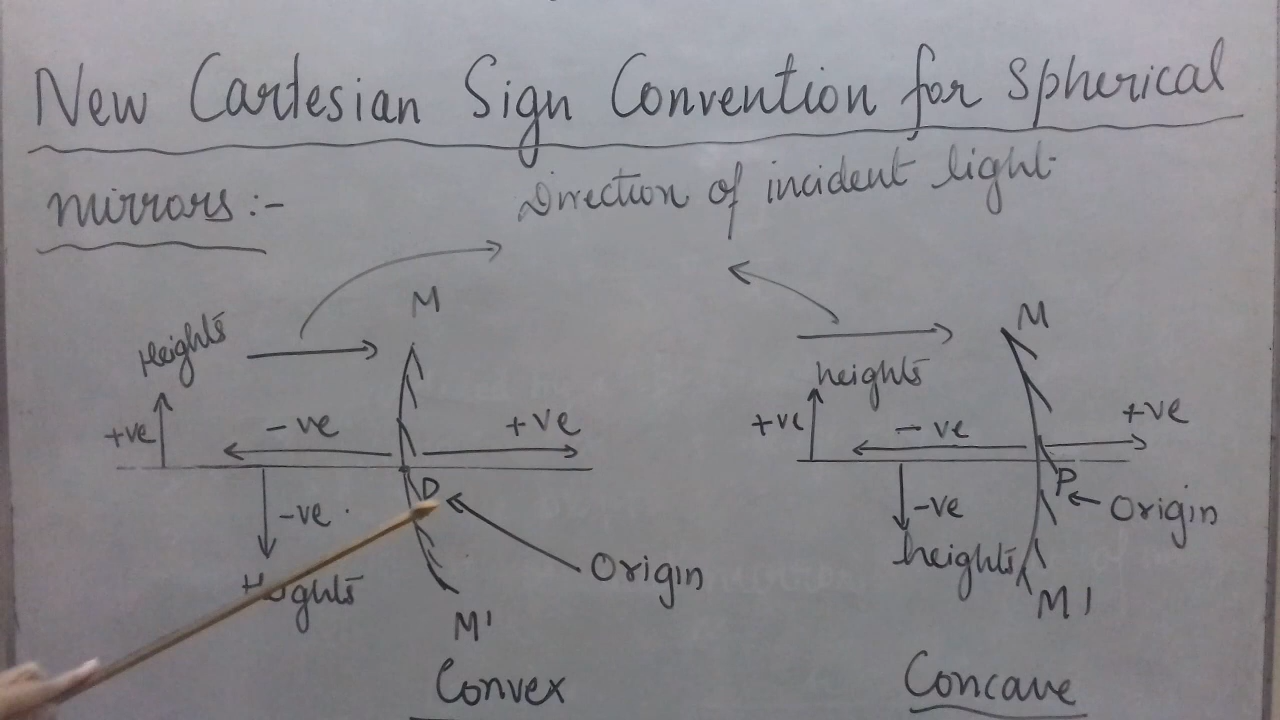 New Cartesian Sign Convention for Spherical
mirrors:-
Direction of incident light
M
Heights
+ve
-ve
+ve
-ve
Heights
P
Origin
M'
Convex
M
heights
+ve
-ve
+ve
-ve
heights
P
Origin
M'
Concave